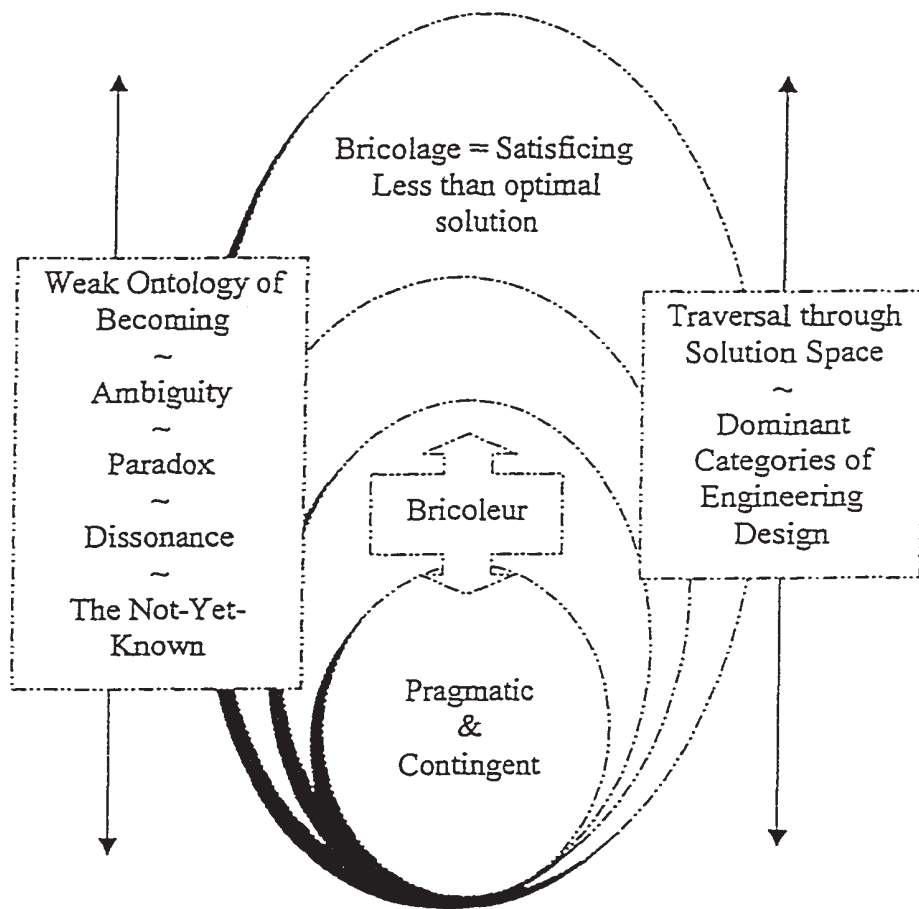 Bricolage = Satisficing
Less than optimal
solution
Weak Ontology of
Becoming
~
Ambiguity
~
Paradox
~
Dissonance
~
The Not-Yet-
Known
Traversal through
Solution Space
~
Dominant
Categories of
Engineering
Design
Bricoleur
Pragmatic
&
Contingent